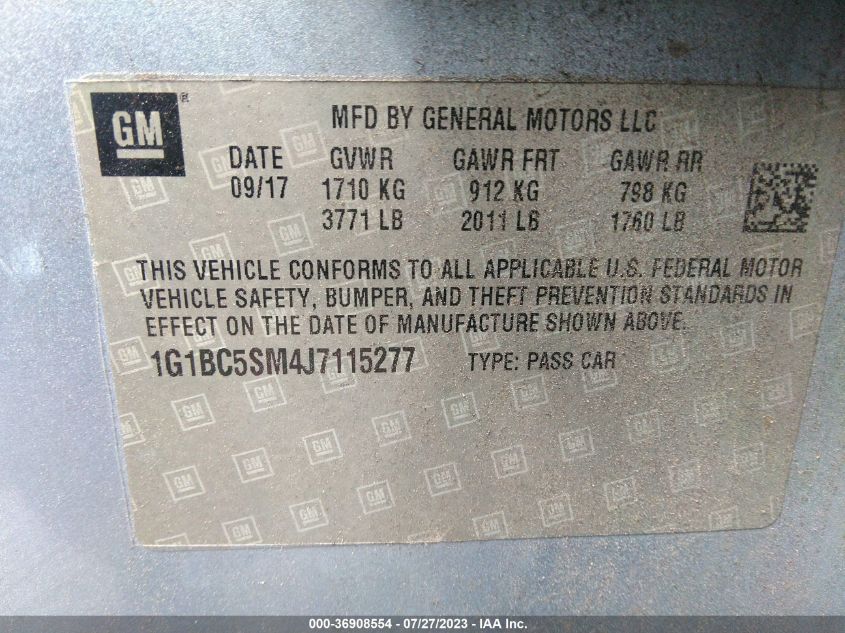 GM ®
MFD BY GENERAL MOTORS LLC
DATE GVWR GAWR FRT GAWR RR
09/17 1710 KG 912 KG 798 KG
3771 LB 2011 LB 1760 LB
THIS VEHICLE CONFORMS TO ALL APPLICABLE U.S. FEDERAL MOTOR
VEHICLE SAFETY, BUMPER, AND THEFT PREVENTION STANDARDS IN
EFFECT ON THE DATE OF MANUFACTURE SHOWN ABOVE.
1G1BC5SM4J7115277 TYPE: PASS CAR
000-36908554 / 07/27/2023 - IAA Inc.